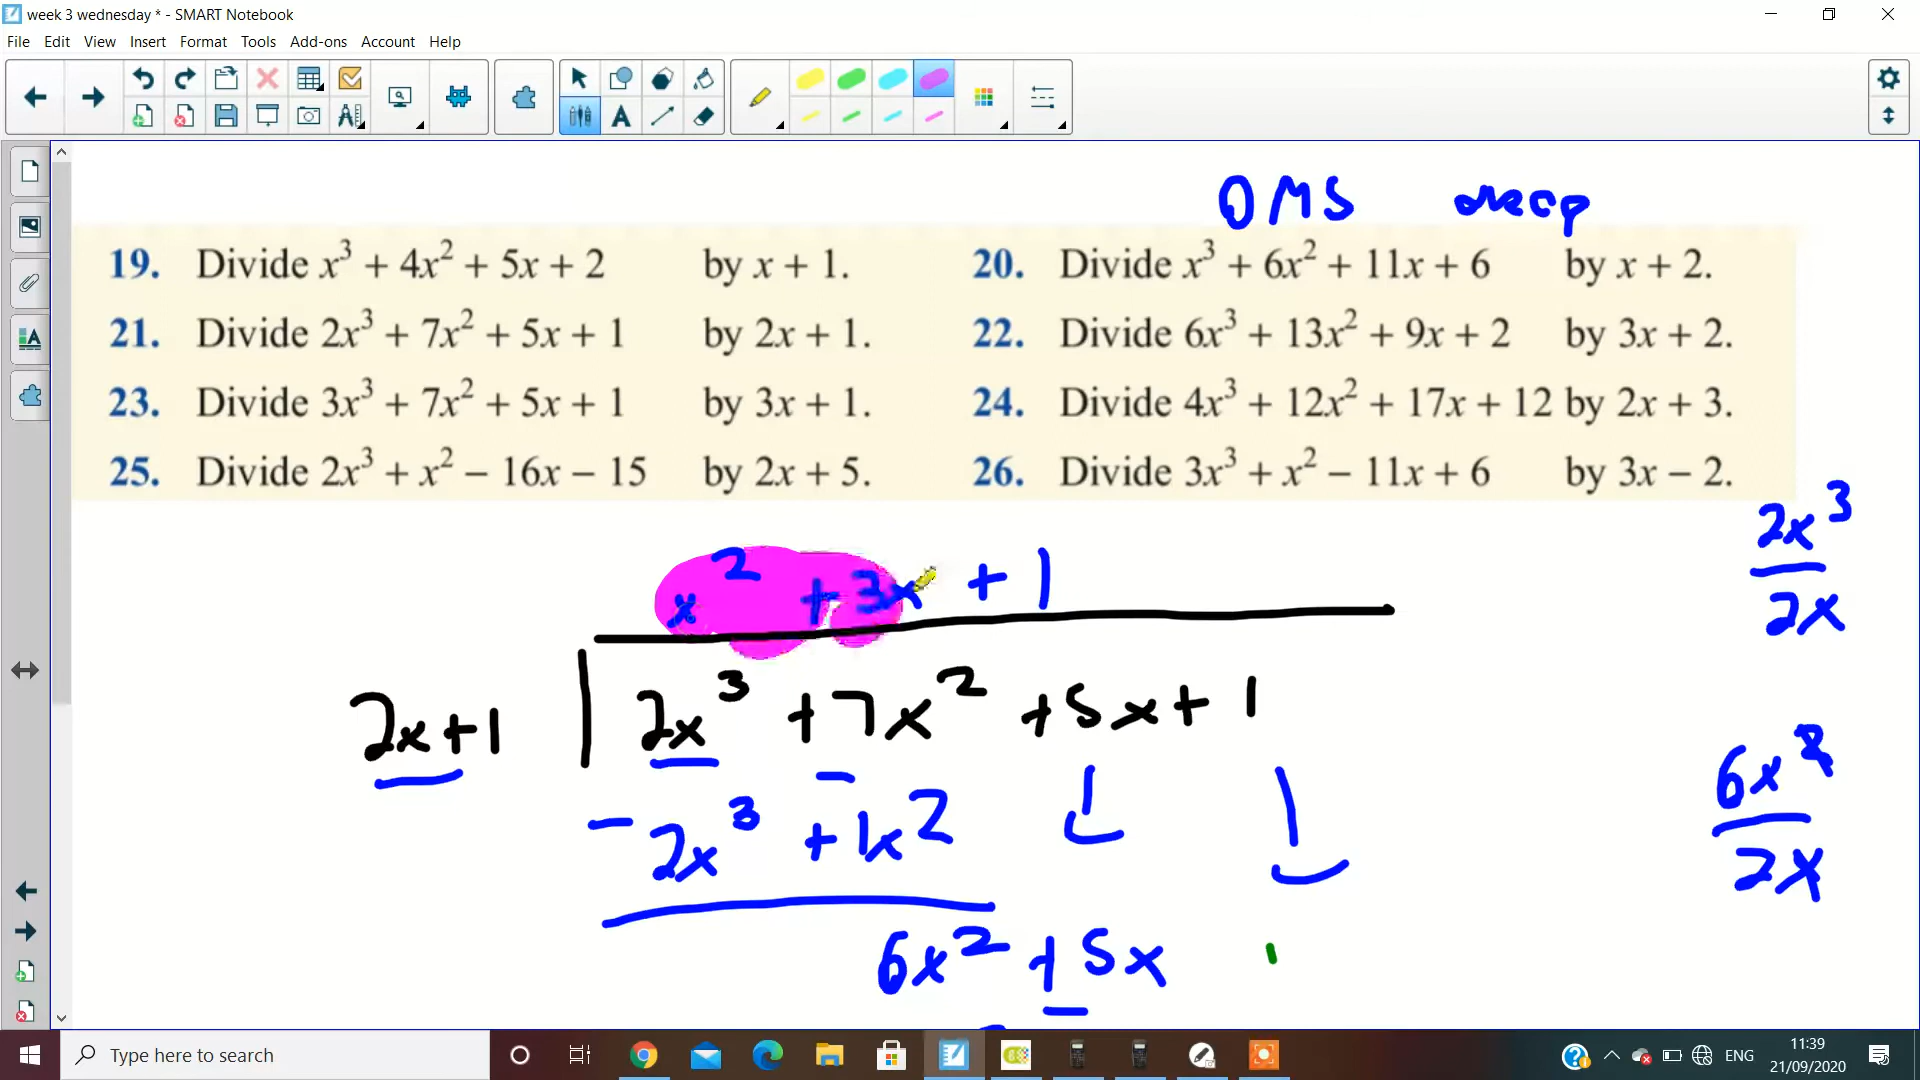 week 3 wednesday * - SMART Notebook
File Edit View Insert Format Tools Add-ons Account Help
DMS
19. Divide x³ + 4x² + 5x + 2 by x + 1. 20. Divide x³ + 6x² + 11x + 6 by x + 2.
21. Divide 2x³ + 7x² + 5x + 1 by 2x + 1. 22. Divide 6x³ + 13x² + 9x + 2 by 3x + 2.
23. Divide 3x³ + 7x² + 5x + 1 by 3x + 1. 24. Divide 4x³ + 12x² + 17x + 12 by 2x + 3.
25. Divide 2x³ + x² − 16x − 15 by 2x + 5. 26. Divide 3x³ + x² − 11x + 6 by 3x − 2.
2x³
2x
x² + 3x + 1
2x+1 2x³ + 7x² + 5x + 1
6x²
2x
− 2x³ + 1x²
6x² + 5x
Type here to search
ENG
11:39
21/09/2020